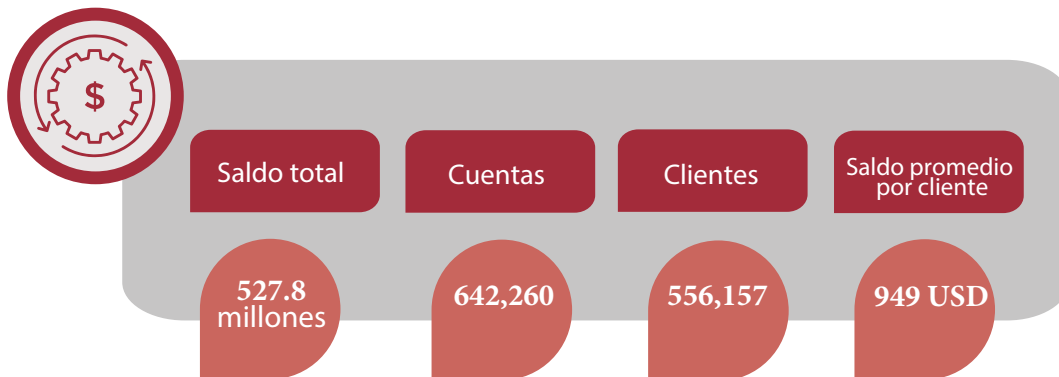 $
Saldo total
Cuentas
Clientes
Saldo promedio
por cliente
527.8
millones
642,260
556,157
949 USD